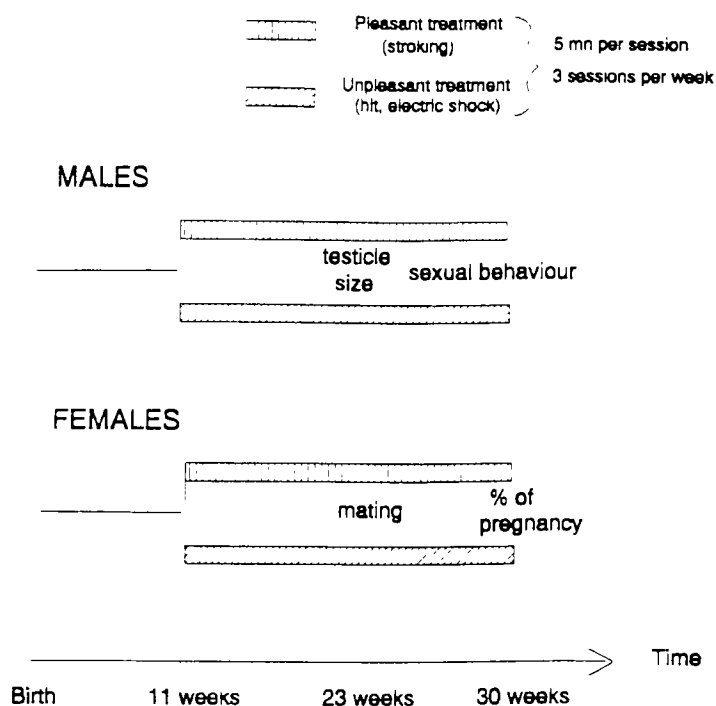 Pleasant treatment
(stroking)
5 mn per session
3 sessions per week
Unpleasant treatment
(hit, electric shock)
MALES
testicle
size
sexual behaviour
FEMALES
mating
% of
pregnancy
Time
Birth
11 weeks
23 weeks
30 weeks